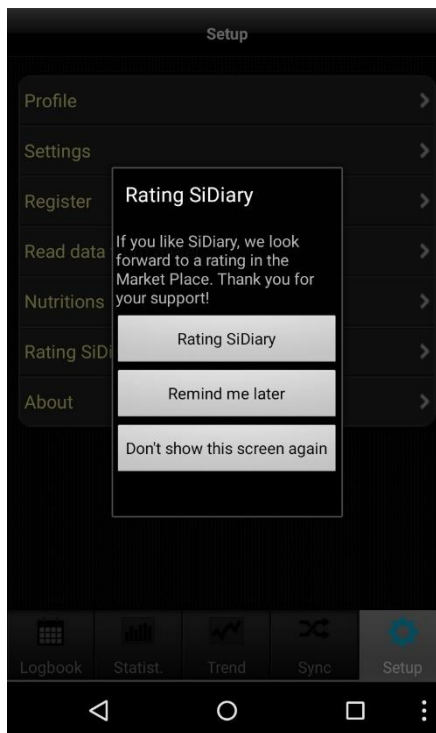 Setup
Profile
Settings
Register
Read data
Nutritions
Rating SiDi
About
Rating SiDiary
If you like SiDiary, we look
forward to a rating in the
Market Place. Thank you for
your support!
Rating SiDiary
Remind me later
Don't show this screen again
Logbook
Statist.
Trend
Sync
Setup